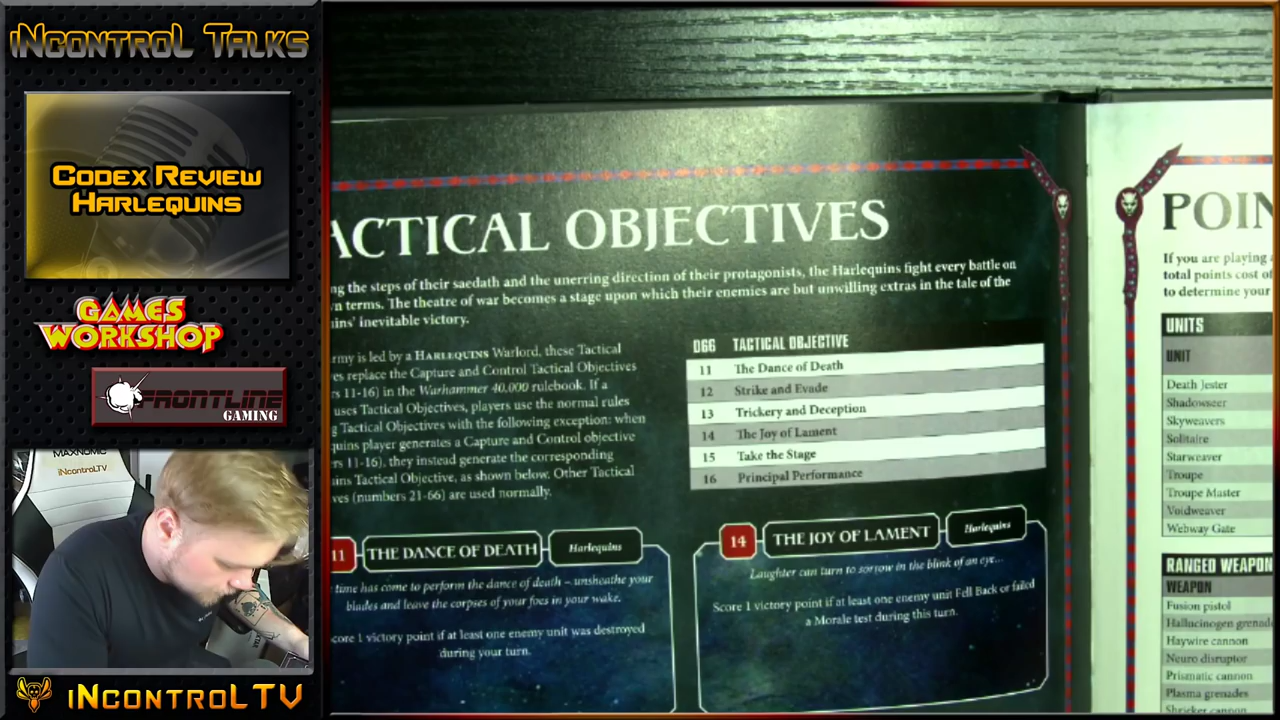 iNcontroL Talks
Codex Review
Harlequins
GAMES
WORKSHOP
FRONTLINE
GAMING
MAXNOMIC
iNcontroLTV
iNcontroLTV
ACTICAL OBJECTIVES
ng the steps of their saedath and the unerring direction of their protagonists, the Harlequins fight every battle on
n terms. The theatre of war becomes a stage upon which their enemies are but unwilling extras in the tale of the
ins' inevitable victory.
rmy is led by a HARLEQUINS Warlord, these Tactical
es replace the Capture and Control Tactical Objectives
rs 11-16) in the Warhammer 40,000 rulebook. If a
uses Tactical Objectives, players use the normal rules
g Tactical Objectives with the following exception: when
quins player generates a Capture and Control objective
rs 11-16), they instead generate the corresponding
ins Tactical Objective, as shown below. Other Tactical
ves (numbers 21-66) are used normally.
D66 TACTICAL OBJECTIVE
11 The Dance of Death
12 Strike and Evade
13 Trickery and Deception
14 The Joy of Lament
15 Take the Stage
16 Principal Performance
11 THE DANCE OF DEATH Harlequins
time has come to perform the dance of death – unsheathe your
blades and leave the corpses of your foes in your wake.
core 1 victory point if at least one enemy unit was destroyed
during your turn.
14 THE JOY OF LAMENT Harlequins
Laughter can turn to sorrow in the blink of an eye...
Score 1 victory point if at least one enemy unit Fell Back or failed
a Morale test during this turn.
POIN
If you are playing a
total points cost of
to determine your
UNITS
UNIT
Death Jester
Shadowseer
Skyweavers
Solitaire
Starweaver
Troupe
Troupe Master
Voidweaver
Webway Gate
RANGED WEAPON
WEAPON
Fusion pistol
Hallucinogen grenade
Haywire cannon
Neuro disruptor
Prismatic cannon
Plasma grenades
Shrieker cannon